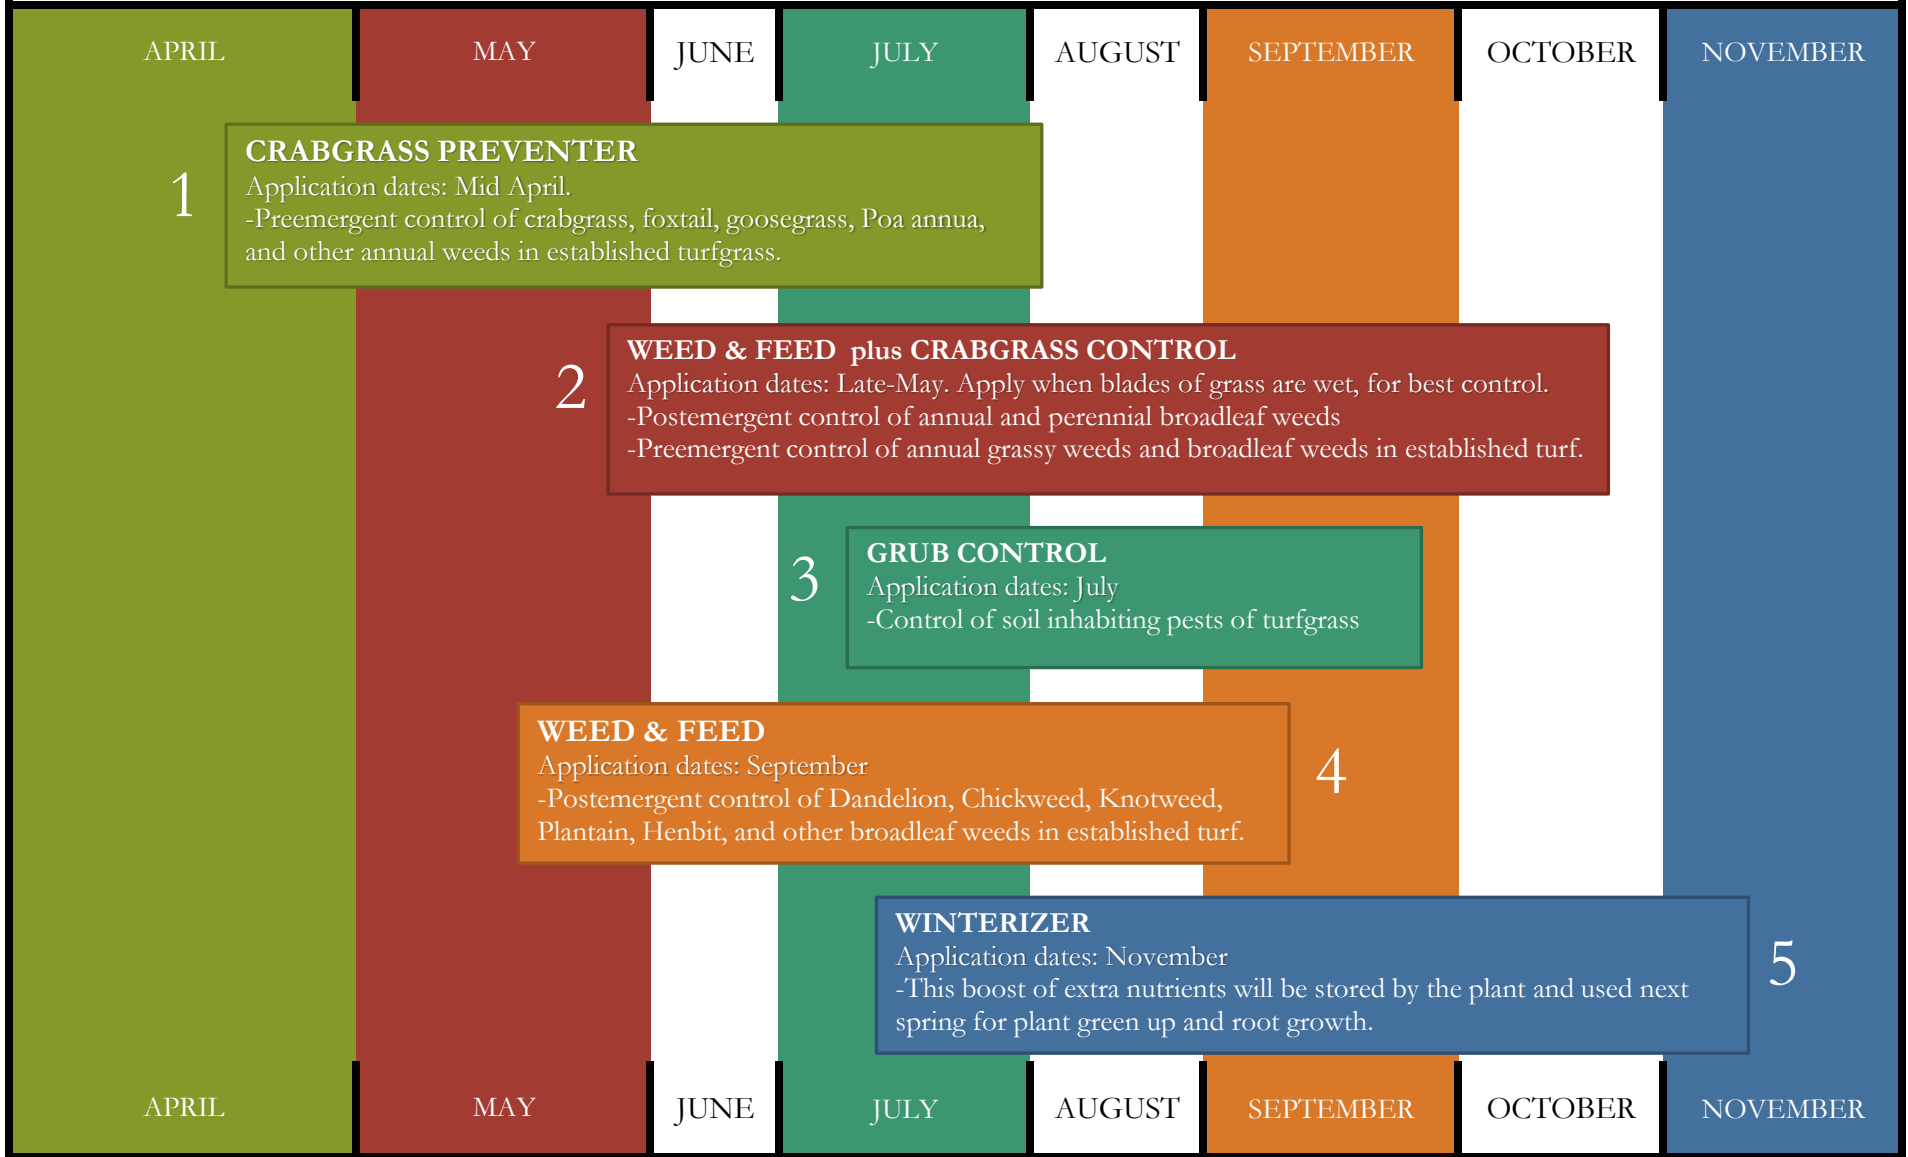 APRIL MAY JUNE JULY AUGUST SEPTEMBER OCTOBER NOVEMBER
1
CRABGRASS PREVENTER
Application dates: Mid April.
-Preemergent control of crabgrass, foxtail, goosegrass, Poa annua,
and other annual weeds in established turfgrass.
2
WEED & FEED plus CRABGRASS CONTROL
Application dates: Late-May. Apply when blades of grass are wet, for best control.
-Postemergent control of annual and perennial broadleaf weeds
-Preemergent control of annual grassy weeds and broadleaf weeds in established turf.
3
GRUB CONTROL
Application dates: July
-Control of soil inhabiting pests of turfgrass
WEED & FEED
Application dates: September
-Postemergent control of Dandelion, Chickweed, Knotweed,
Plantain, Henbit, and other broadleaf weeds in established turf.
4
WINTERIZER
Application dates: November
-This boost of extra nutrients will be stored by the plant and used next
spring for plant green up and root growth.
5
APRIL MAY JUNE JULY AUGUST SEPTEMBER OCTOBER NOVEMBER